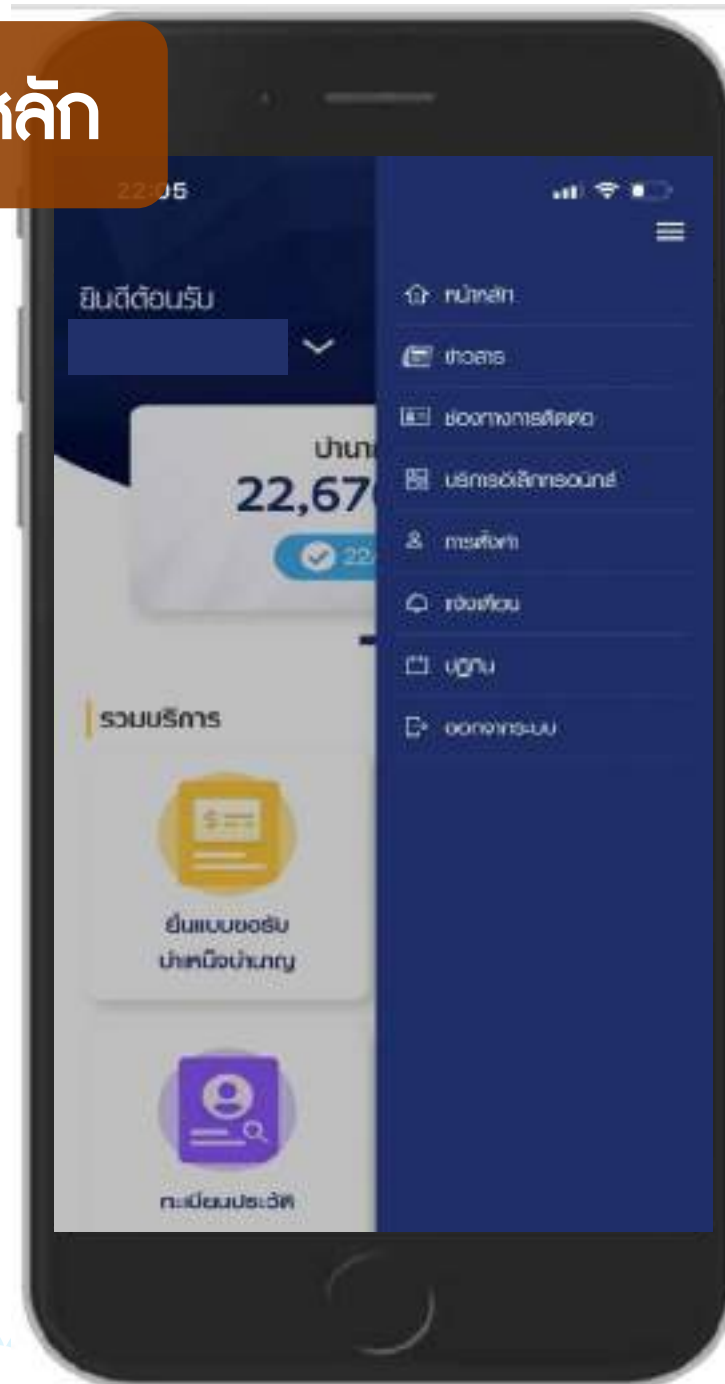 หลัก
22:05
ยินดีต้อนรับ
22,67
22
รวมบริการ
ยื่นแบบขอรับ
บำเหน็จบำนาญ
ทะเบียนประวัติ
หน้าหลัก
ข่าวสาร
ช่องทางการติดต่อ
บริการอิเล็กทรอนิกส์
การตั้งค่า
แจ้งเตือน
ปฏิทิน
ออกจากระบบ